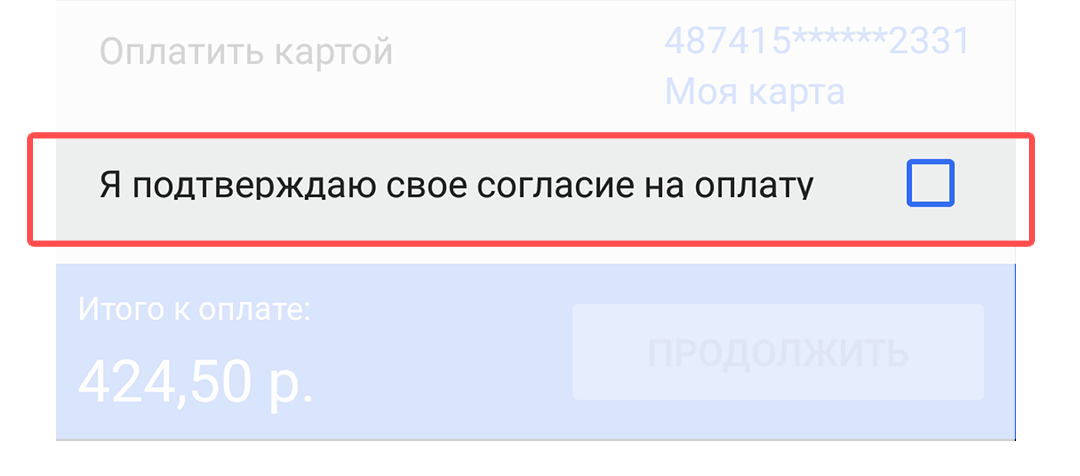 Оплатить картой
487415******2331
Моя карта
Я подтверждаю свое согласие на оплату
Итого к оплате:
424,50 р.
ПРОДОЛЖИТЬ